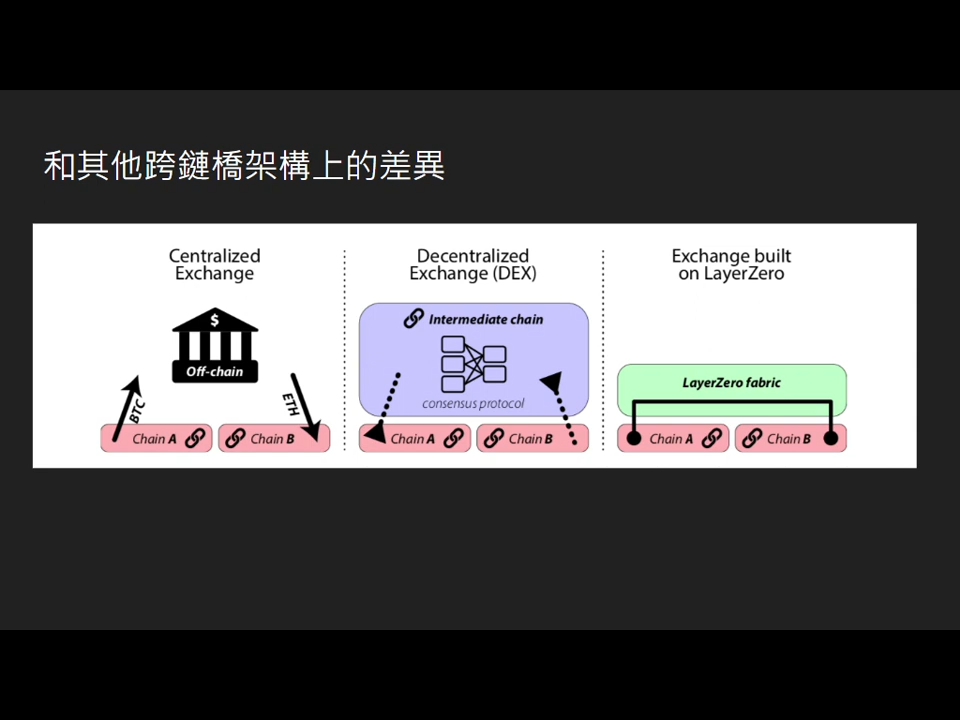 和其他跨鏈橋架構上的差異
Centralized
Exchange
$
Off-chain
BTC
ETH
Chain A
Chain B
Decentralized
Exchange (DEX)
Intermediate chain
consensus protocol
Chain A
Chain B
Exchange built
on LayerZero
LayerZero fabric
Chain A
Chain B